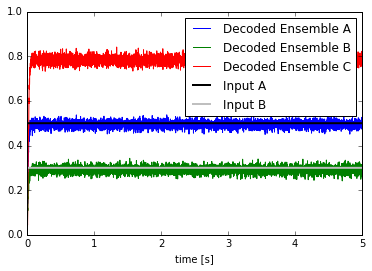 1.0
0.8
0.6
0.4
0.2
0.0
Decoded Ensemble A
Decoded Ensemble B
Decoded Ensemble C
Input A
Input B
0 1 2 3 4 5
time [s]